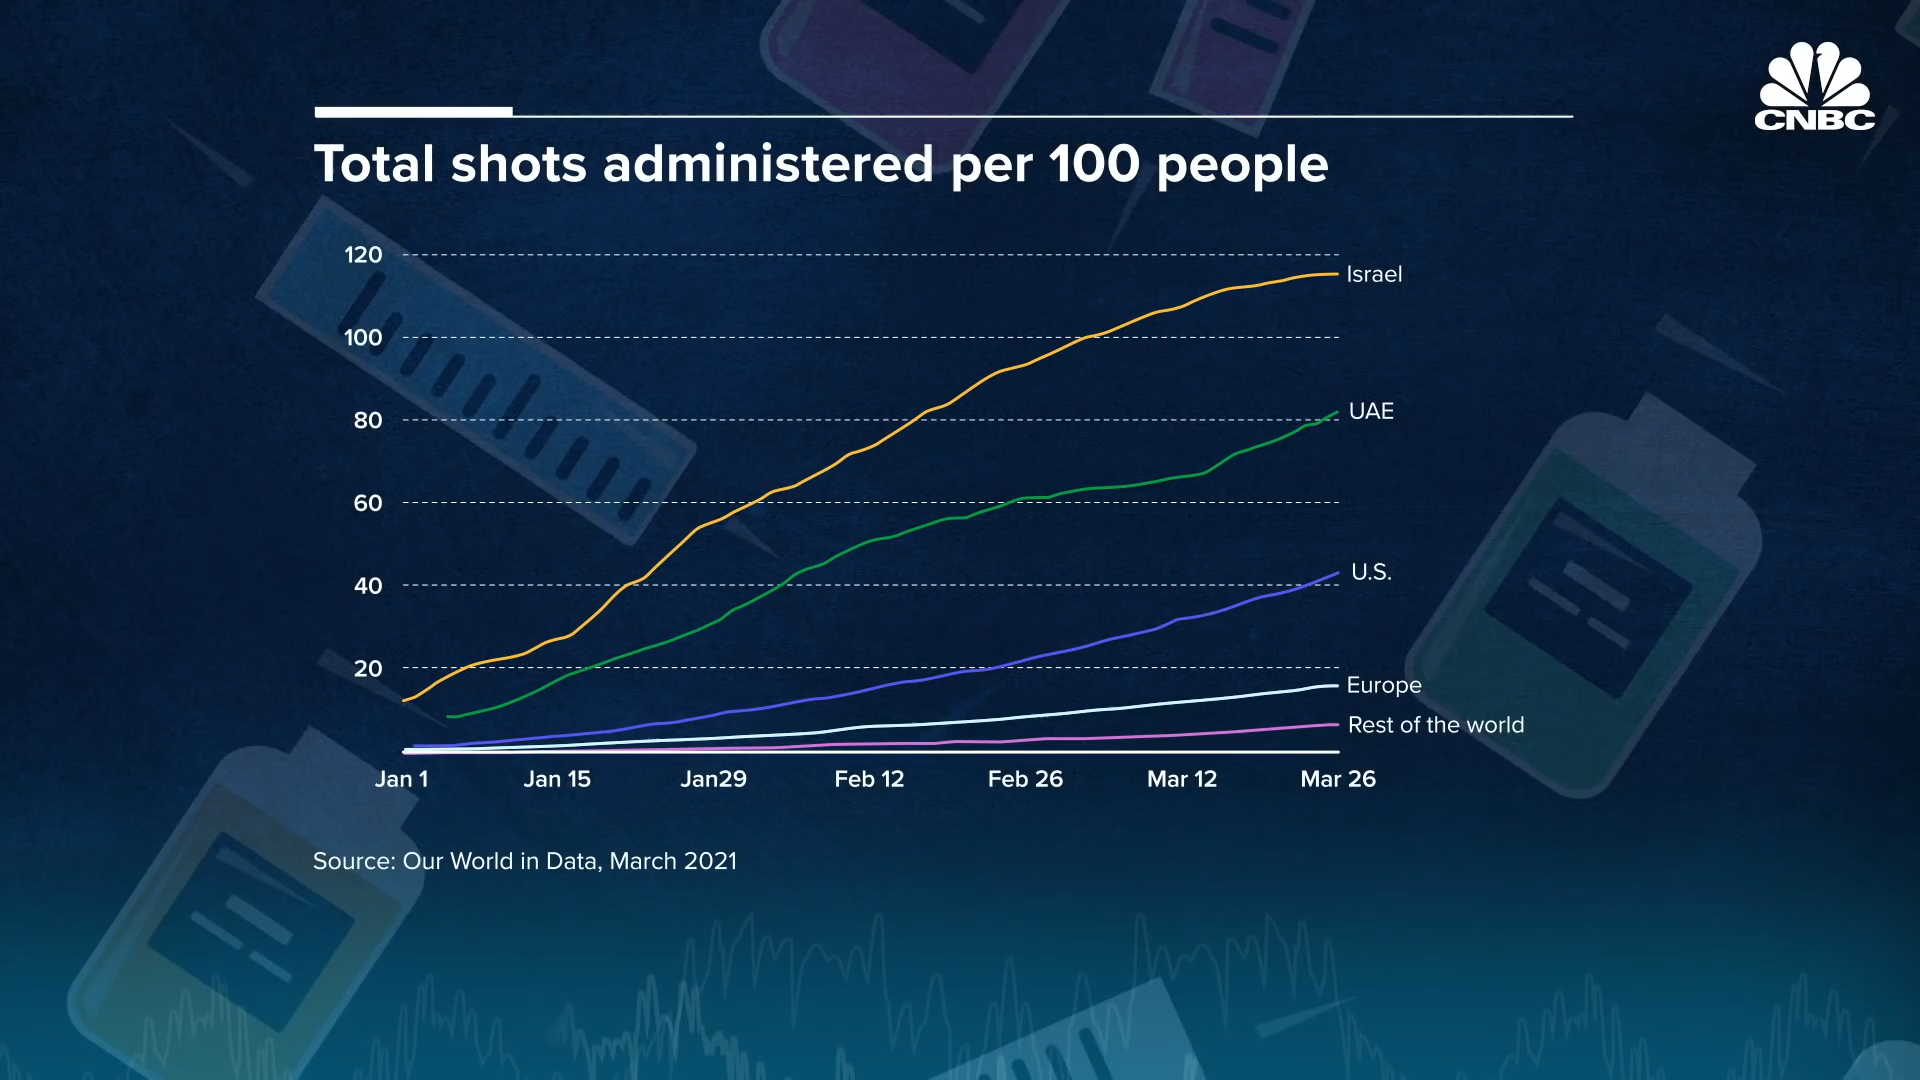 CNBC
Total shots administered per 100 people
120
100
80
60
40
20
Israel
UAE
U.S.
Europe
Rest of the world
Jan 1 Jan 15 Jan29 Feb 12 Feb 26 Mar 12 Mar 26
Source: Our World in Data, March 2021